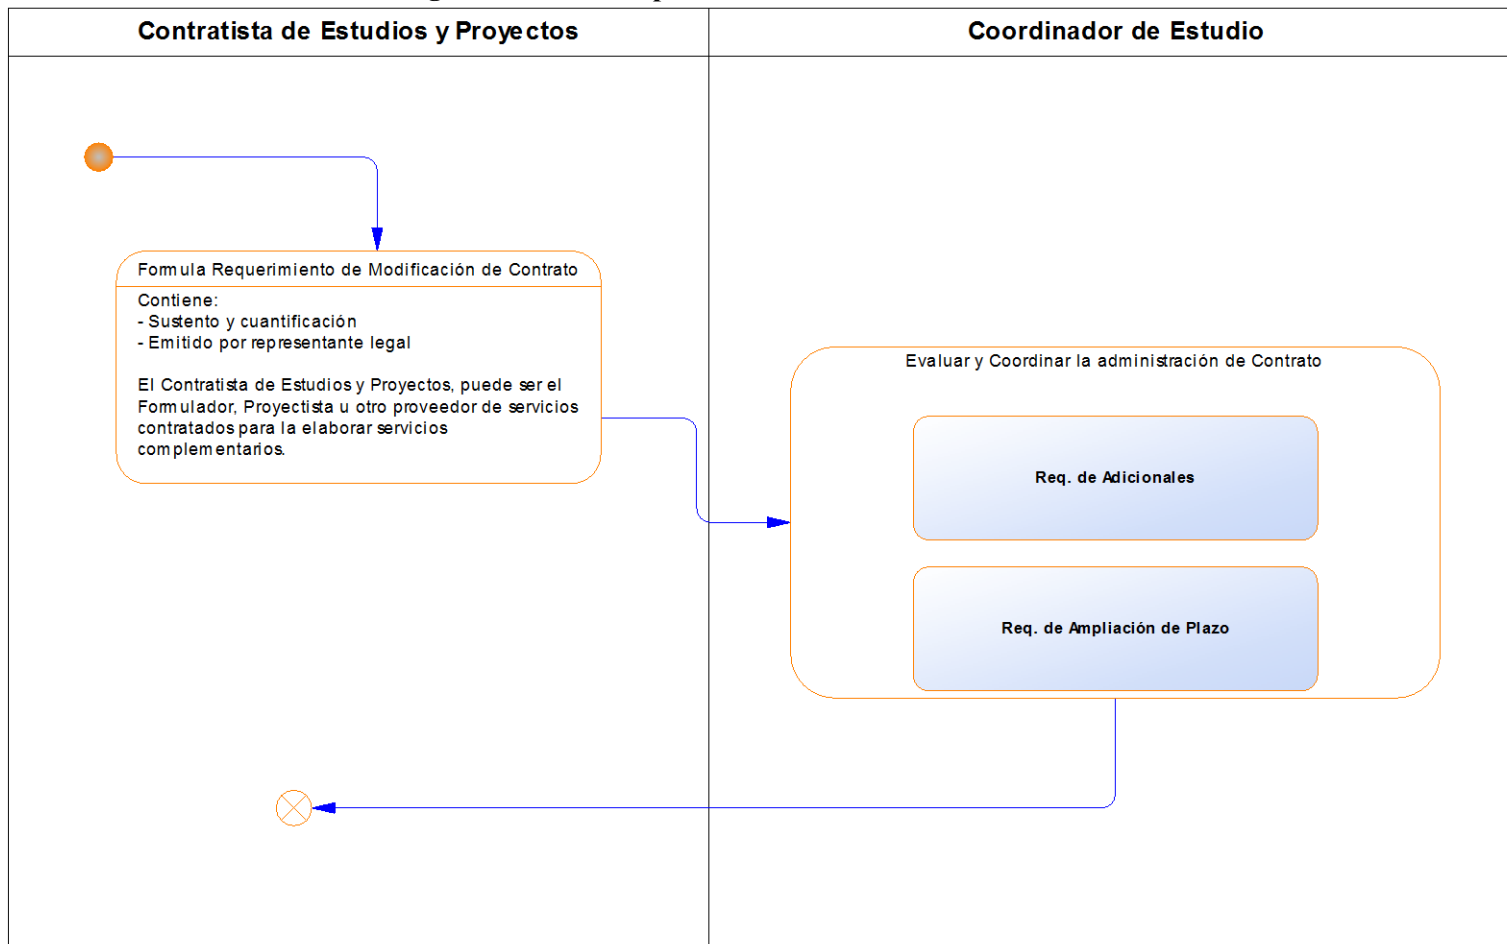 Contratista de Estudios y Proyectos
Coordinador de Estudio
Formula Requerimiento de Modificación de Contrato
Contiene:
- Sustento y cuantificación
- Emitido por representante legal
El Contratista de Estudios y Proyectos, puede ser el
Formulador, Proyectista u otro proveedor de servicios
contratados para la elaborar servicios
complementarios.
Evaluar y Coordinar la administración de Contrato
Req. de Adicionales
Req. de Ampliación de Plazo